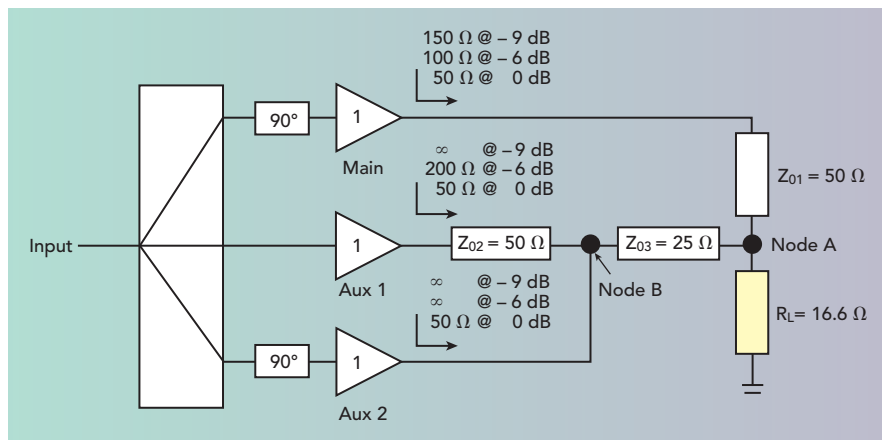 150 Ω @ – 9 dB
100 Ω @ – 6 dB
50 Ω @ 0 dB
90°
1
Main
∞ @ – 9 dB
200 Ω @ – 6 dB
50 Ω @ 0 dB
Z01 = 50 Ω
Input
1
Aux 1
Z02 = 50 Ω
Z03 = 25 Ω
Node A
∞ @ – 9 dB
∞ @ – 6 dB
50 Ω @ 0 dB
Node B
RL= 16.6 Ω
90°
1
Aux 2